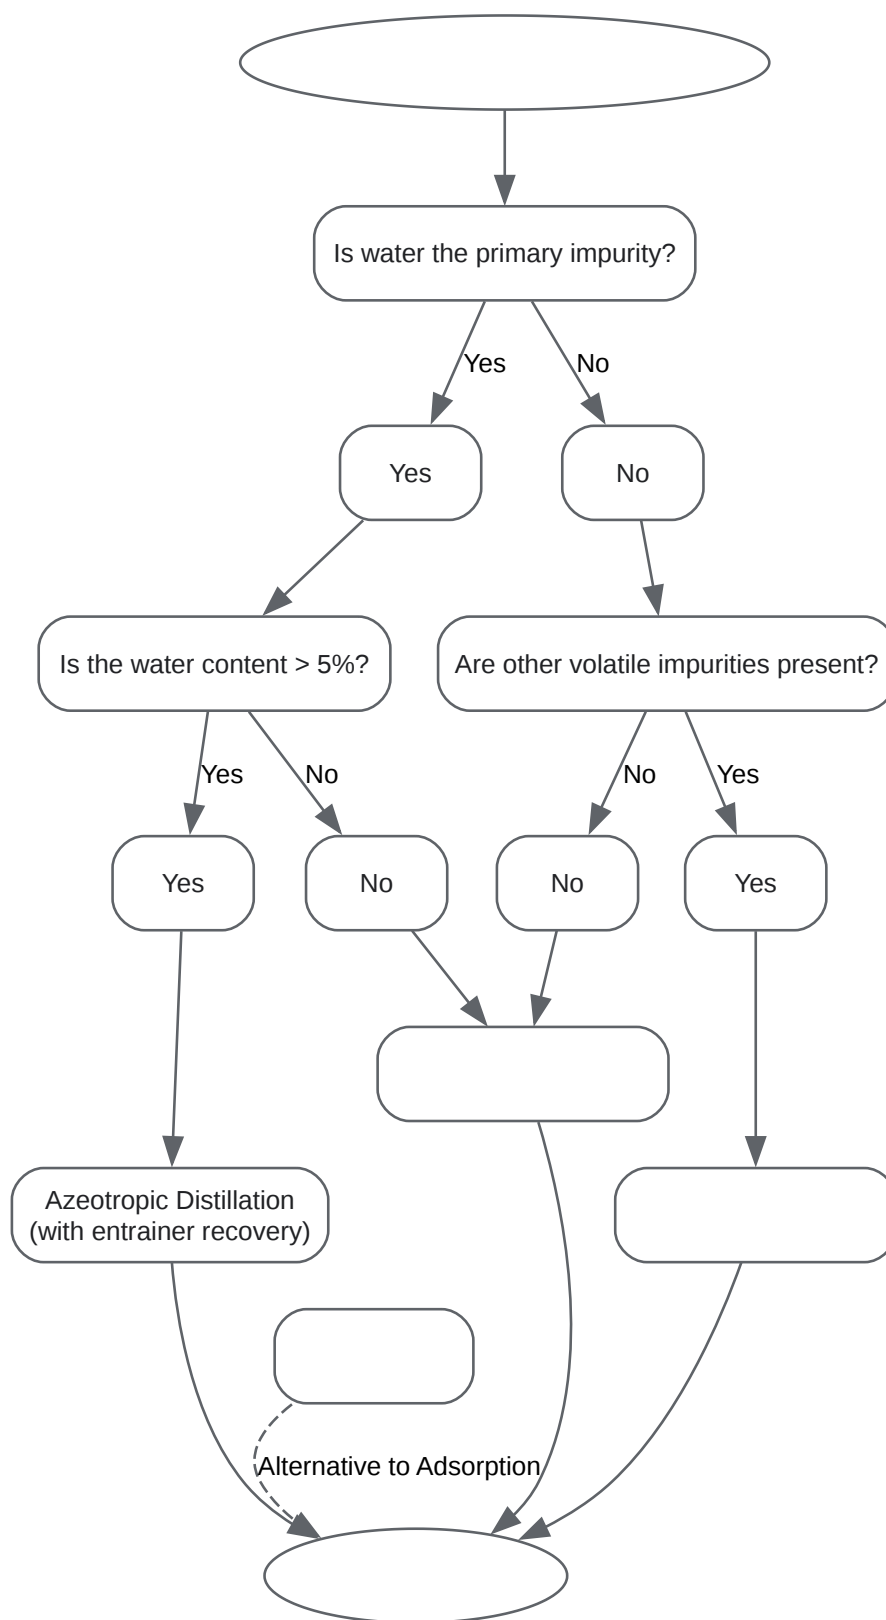 Is water the primary impurity?
Yes
No
Yes
No
Is the water content > 5%?
Are other volatile impurities present?
Yes
No
No
Yes
Yes
No
No
Yes
Azeotropic Distillation
(with entrainer recovery)
Alternative to Adsorption